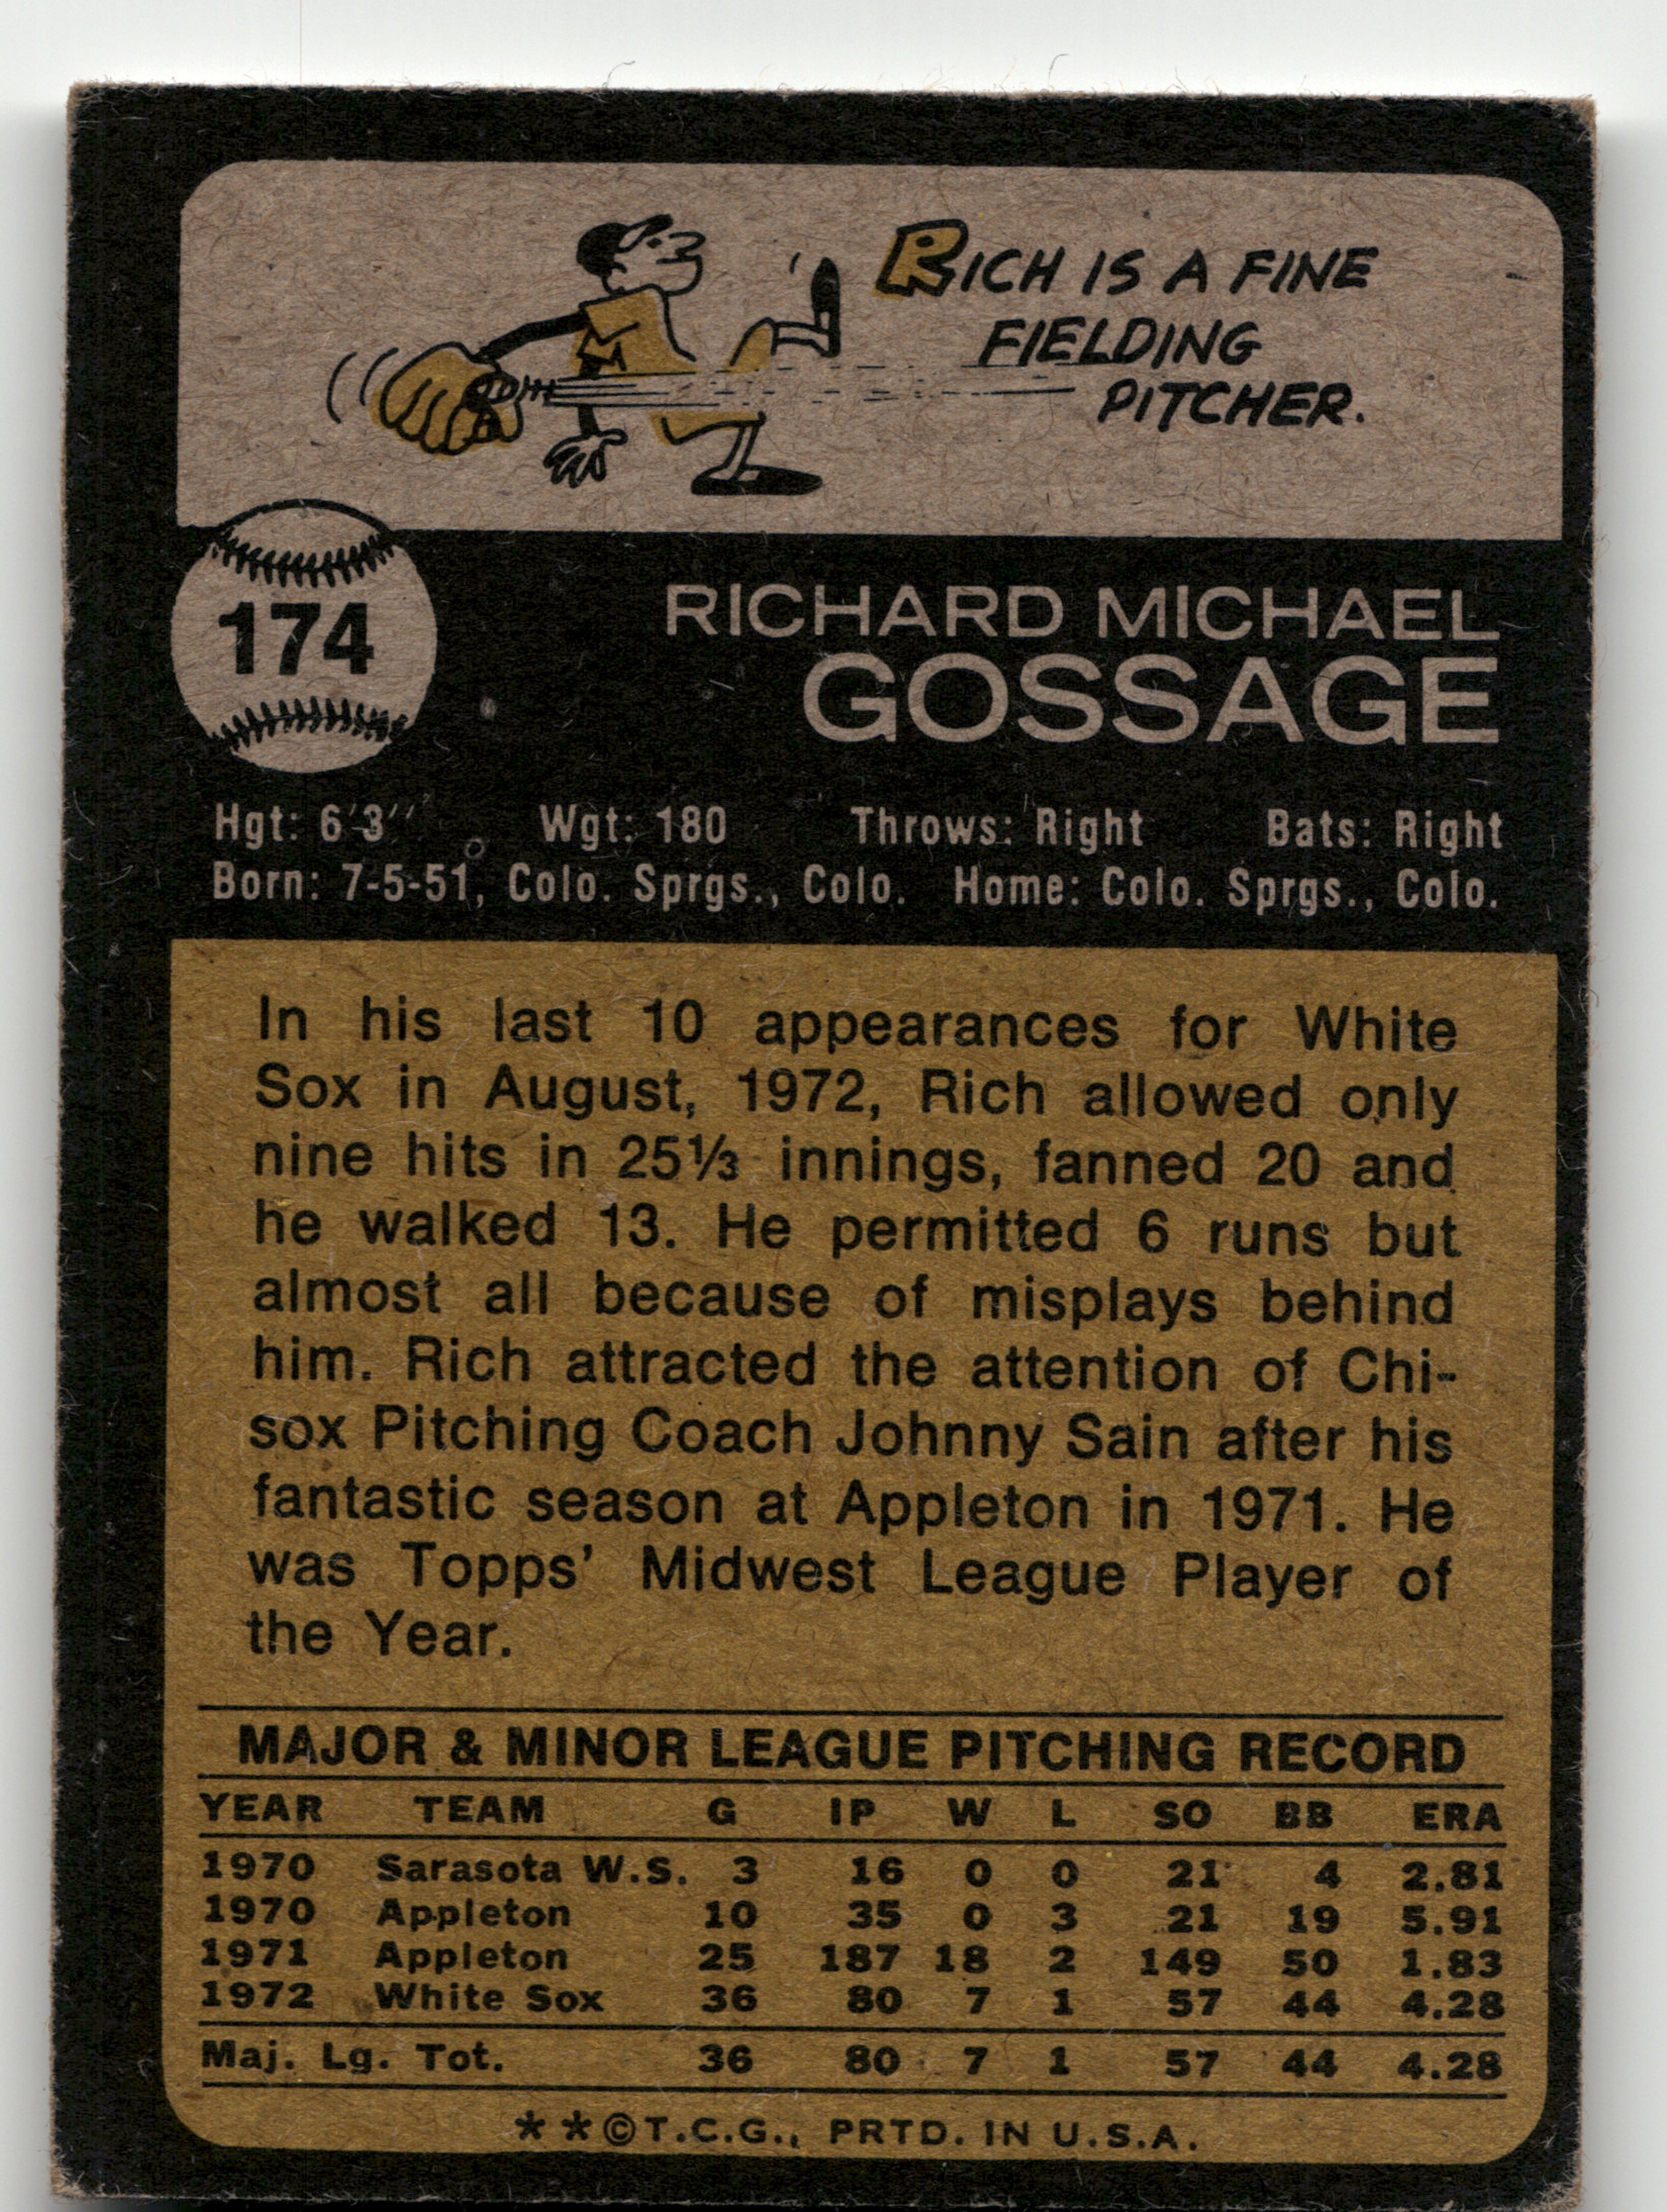 RICH IS A FINE
FIELDING
PITCHER.
174
RICHARD MICHAEL
GOSSAGE
Hgt: 6'3'' Wgt: 180 Throws: Right Bats: Right
Born: 7-5-51, Colo. Sprgs., Colo. Home: Colo. Sprgs., Colo.
In his last 10 appearances for White
Sox in August, 1972, Rich allowed only
nine hits in 25⅓ innings, fanned 20 and
he walked 13. He permitted 6 runs but
almost all because of misplays behind
him. Rich attracted the attention of Chi-
sox Pitching Coach Johnny Sain after his
fantastic season at Appleton in 1971. He
was Topps' Midwest League Player of
the Year.
MAJOR & MINOR LEAGUE PITCHING RECORD
YEAR TEAM G IP W L SO BB ERA
1970 Sarasota W.S. 3 16 0 0 21 4 2.81
1970 Appleton 10 35 0 3 21 19 5.91
1971 Appleton 25 187 18 2 149 50 1.83
1972 White Sox 36 80 7 1 57 44 4.28
Maj. Lg. Tot. 36 80 7 1 57 44 4.28
**©T.C.G., PRTD. IN U.S.A.